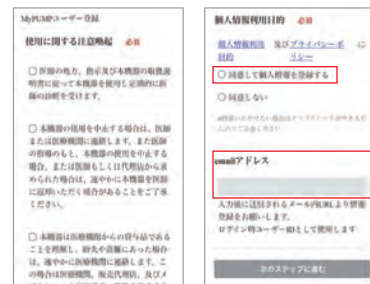 MyPUMPユーザー登録
使用に関する注意喚起 必須
□ 医師の処方、指示及び本機器の取扱説
明書に従って本機器を使用し定期的に医
師の診断を受けます。
□ 本機器の使用を中止する場合は、医師
または医療機関に連絡します。また医師
の指導のもと、本機器の使用を中止する
場合、または医師もしくは代理店から求
められた場合は、速やかに本機器を医師
に返却いただく場合があることをご了承
ください。
□ 本機器は医療機関からの貸与品である
ことを理解し、紛失や盗難にあった場合
は、速やかに医療機関に連絡します。こ
の場合は医療機関、販売代理店、及びメ
個人情報利用目的 必須
個人情報利用目的 及びプライバシーポリシー に
○ 同意して個人情報を登録する
○ 同意しない
emailアドレス
入力後に送信されるメールのURLより情報
登録をお願いします。
ログイン時ユーザーIDとして使用します
次のステップに進む